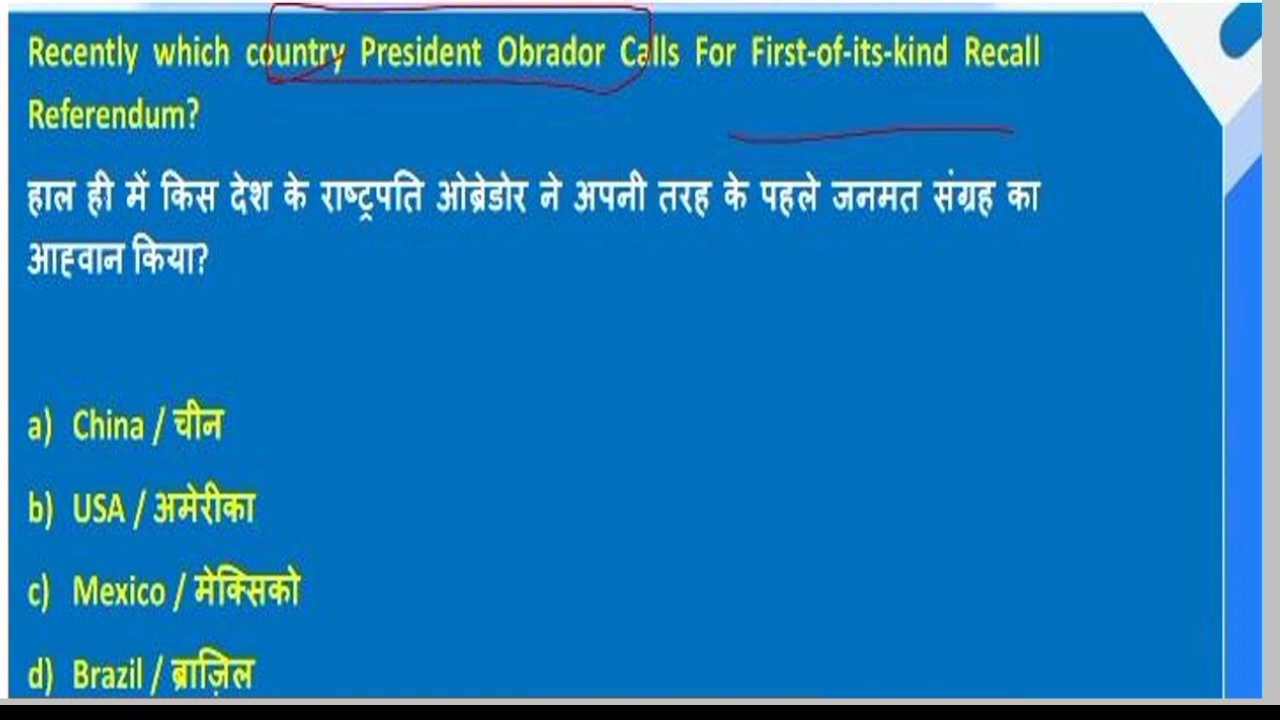 Recently which country President Obrador Calls For First-of-its-kind Recall
Referendum?
हाल ही में किस देश के राष्ट्रपति ओब्रेडोर ने अपनी तरह के पहले जनमत संग्रह का
आह्वान किया?
a) China / चीन
b) USA / अमेरीका
c) Mexico / मेक्सिको
d) Brazil / ब्राज़िल